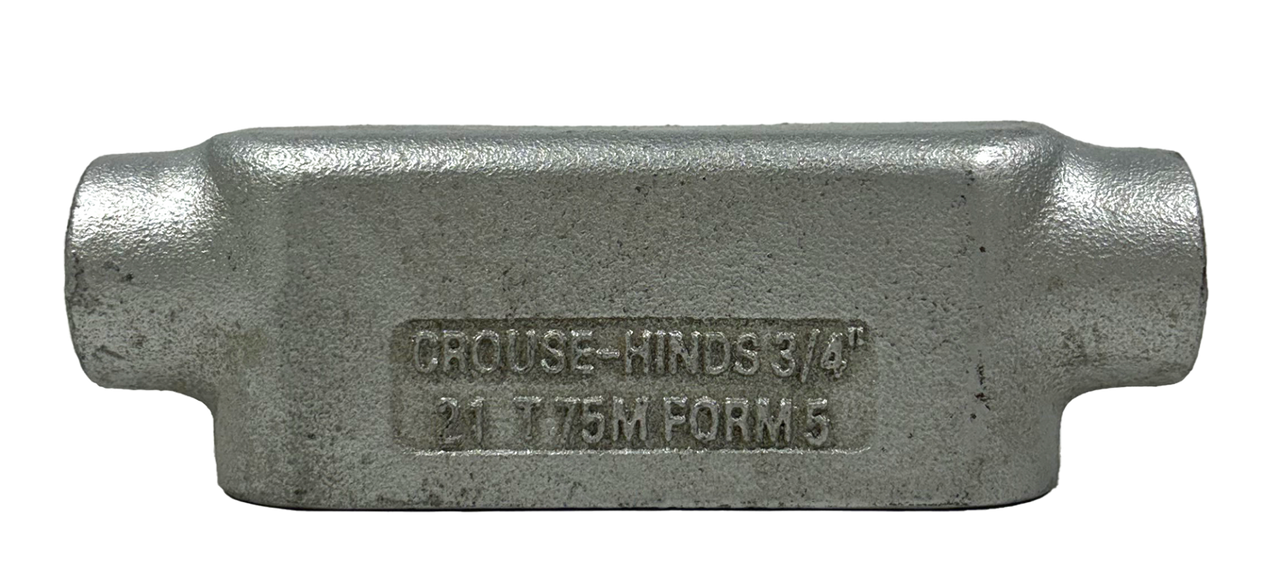 CROUSE-HINDS 3/4"
21 T 75M FORM 5